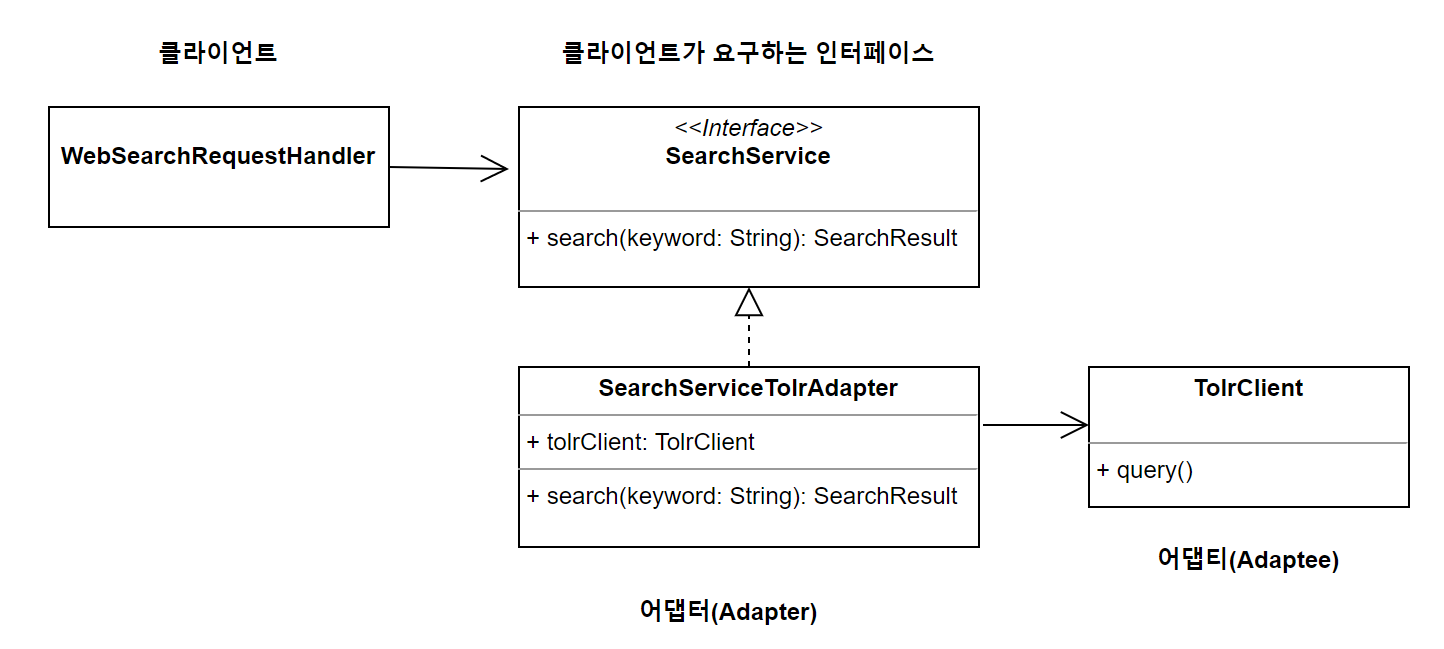 클라이언트
클라이언트가 요구하는 인터페이스
WebSearchRequestHandler
<<Interface>>
SearchService
+ search(keyword: String): SearchResult
SearchServiceTolrAdapter
+ tolrClient: TolrClient
+ search(keyword: String): SearchResult
TolrClient
+ query()
어댑티(Adaptee)
어댑터(Adapter)